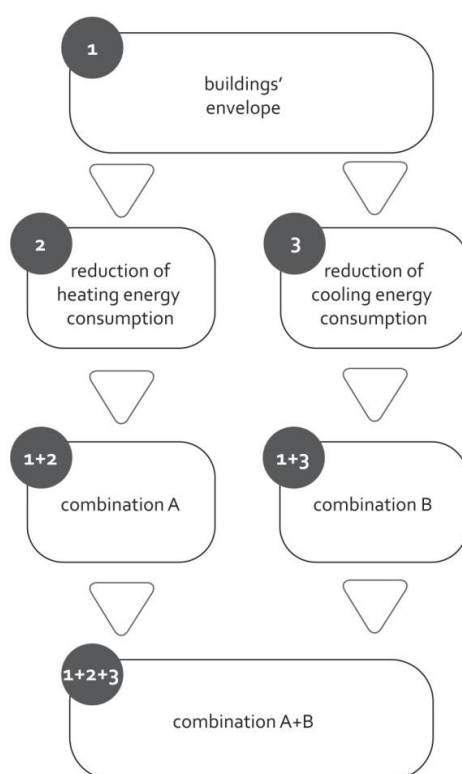 1
buildings'
envelope
2
reduction of
heating energy
consumption
3
reduction of
cooling energy
consumption
1+2
combination A
1+3
combination B
1+2+3
combination A+B